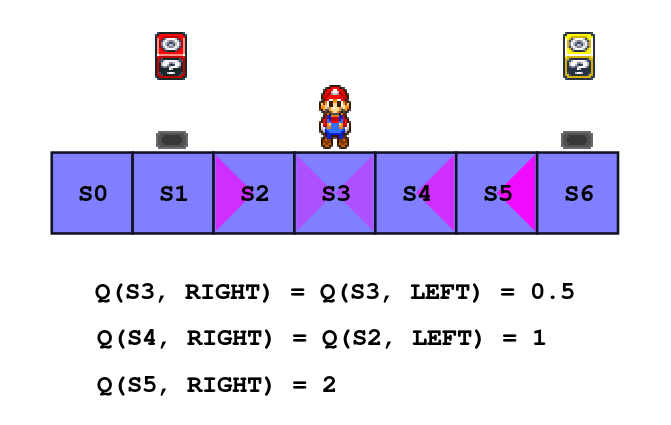 ? ?
S0 S1 S2 S3 S4 S5 S6
Q(S3, RIGHT) = Q(S3, LEFT) = 0.5
Q(S4, RIGHT) = Q(S2, LEFT) = 1
Q(S5, RIGHT) = 2